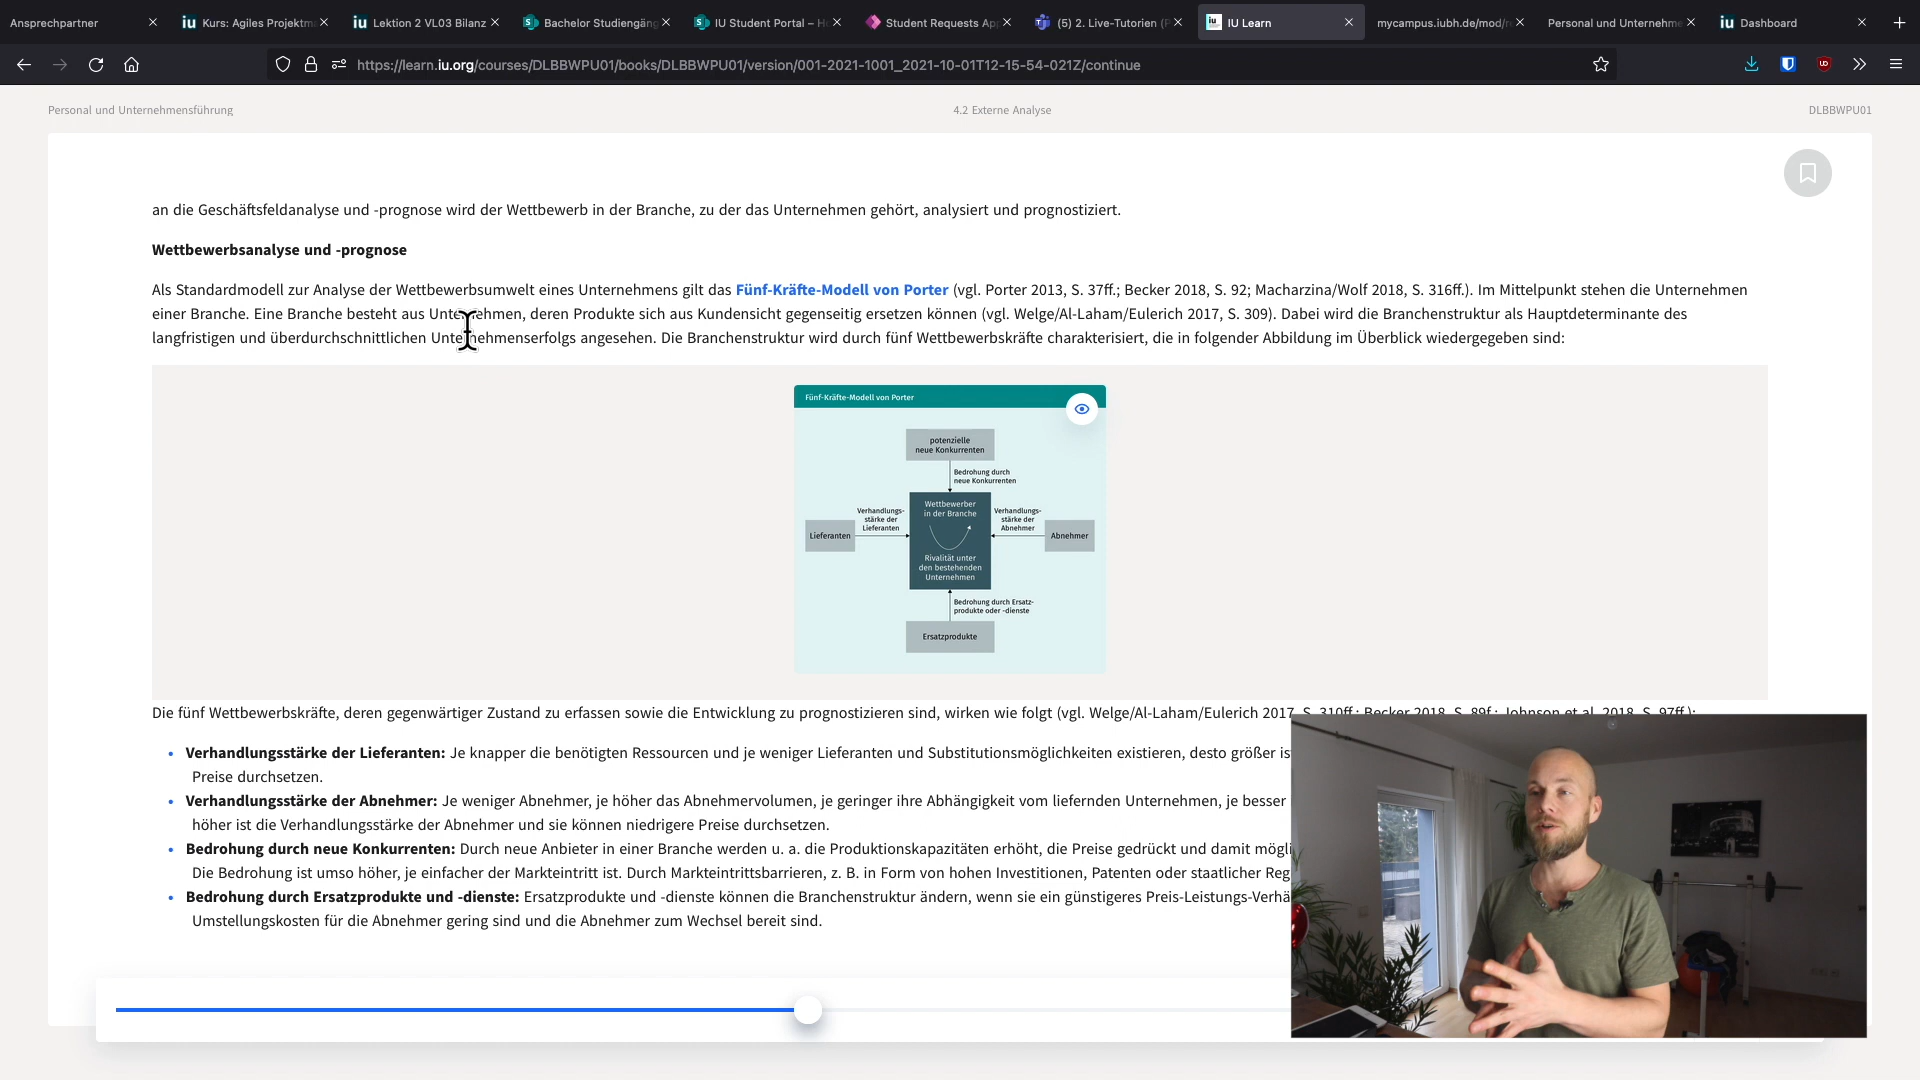 Ansprechpartner
Kurs: Agiles Projektma
Lektion 2 VL03 Bilanz
Bachelor Studiengäng
IU Student Portal – H
Student Requests App
(5) 2. Live-Tutorien (P
IU Learn
mycampus.iubh.de/mod/r
Personal und Unternehme
Dashboard
https://learn.iu.org/courses/DLBBWPU01/books/DLBBWPU01/version/001-2021-1001_2021-10-01T12-15-54-021Z/continue
Personal und Unternehmensführung
4.2 Externe Analyse
DLBBWPU01
an die Geschäftsfeldanalyse und -prognose wird der Wettbewerb in der Branche, zu der das Unternehmen gehört, analysiert und prognostiziert.
Wettbewerbsanalyse und -prognose
Als Standardmodell zur Analyse der Wettbewerbsumwelt eines Unternehmens gilt das Fünf-Kräfte-Modell von Porter (vgl. Porter 2013, S. 37ff.; Becker 2018, S. 92; Macharzina/Wolf 2018, S. 316ff.). Im Mittelpunkt stehen die Unternehmen
einer Branche. Eine Branche besteht aus Unternehmen, deren Produkte sich aus Kundensicht gegenseitig ersetzen können (vgl. Welge/Al-Laham/Eulerich 2017, S. 309). Dabei wird die Branchenstruktur als Hauptdeterminante des
langfristigen und überdurchschnittlichen Unternehmenserfolgs angesehen. Die Branchenstruktur wird durch fünf Wettbewerbskräfte charakterisiert, die in folgender Abbildung im Überblick wiedergegeben sind:
Fünf-Kräfte-Modell von Porter
potenzielle
neue Konkurrenten
Bedrohung durch
neue Konkurrenten
Lieferanten
Verhandlungs-
stärke der
Lieferanten
Wettbewerber
in der Branche
Rivalität unter
den bestehenden
Unternehmen
Verhandlungs-
stärke der
Abnehmer
Abnehmer
Bedrohung durch Ersatz-
produkte oder -dienste
Ersatzprodukte
Die fünf Wettbewerbskräfte, deren gegenwärtiger Zustand zu erfassen sowie die Entwicklung zu prognostizieren sind, wirken wie folgt (vgl. Welge/Al-Laham/Eulerich 2017, S. 310ff.; Becker 2018, S. 89f.; Johnson et al. 2018, S. 97ff.):
• Verhandlungsstärke der Lieferanten: Je knapper die benötigten Ressourcen und je weniger Lieferanten und Substitutionsmöglichkeiten existieren, desto größer is
Preise durchsetzen.
• Verhandlungsstärke der Abnehmer: Je weniger Abnehmer, je höher das Abnehmervolumen, je geringer ihre Abhängigkeit vom liefernden Unternehmen, je besser
höher ist die Verhandlungsstärke der Abnehmer und sie können niedrigere Preise durchsetzen.
• Bedrohung durch neue Konkurrenten: Durch neue Anbieter in einer Branche werden u. a. die Produktionskapazitäten erhöht, die Preise gedrückt und damit mögli
Die Bedrohung ist umso höher, je einfacher der Markteintritt ist. Durch Markteintrittsbarrieren, z. B. in Form von hohen Investitionen, Patenten oder staatlicher Reg
• Bedrohung durch Ersatzprodukte und -dienste: Ersatzprodukte und -dienste können die Branchenstruktur ändern, wenn sie ein günstigeres Preis-Leistungs-Verhä
Umstellungskosten für die Abnehmer gering sind und die Abnehmer zum Wechsel bereit sind.